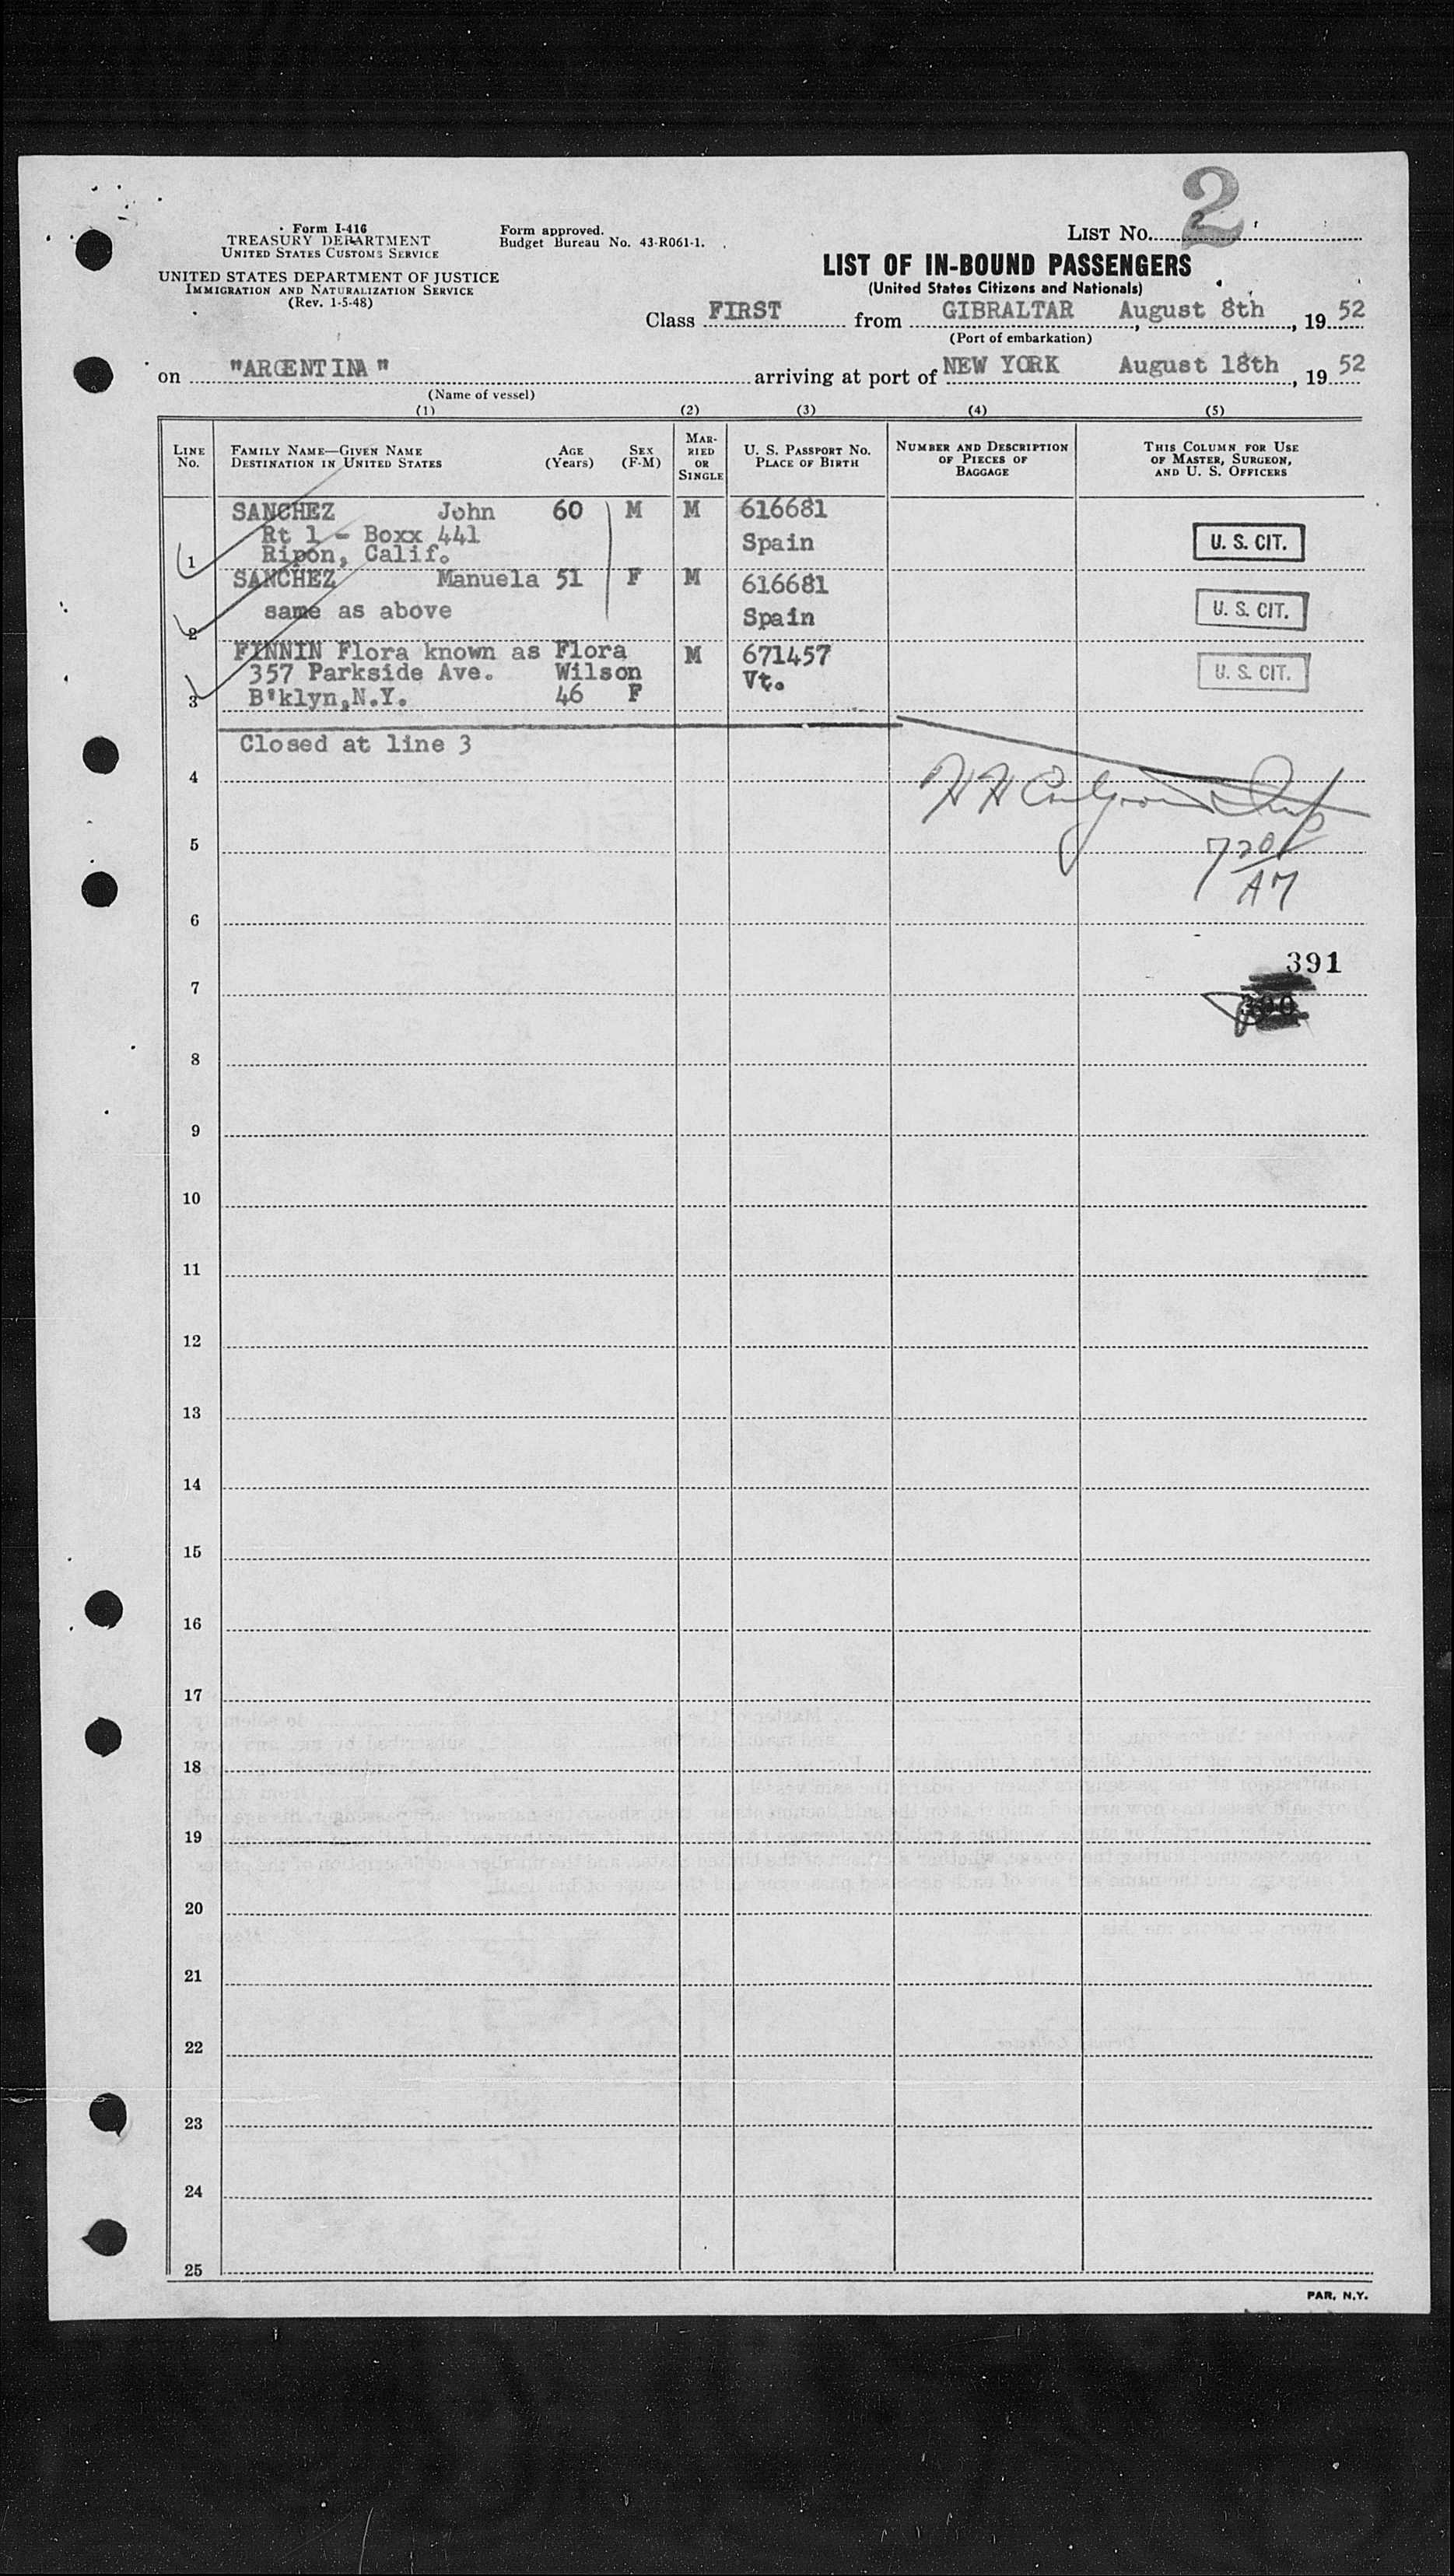 2
Form I-416
TREASURY DEPARTMENT
UNITED STATES CUSTOMS SERVICE
UNITED STATES DEPARTMENT OF JUSTICE
IMMIGRATION AND NATURALIZATION SERVICE
(Rev. 1-5-48)
Form approved.
Budget Bureau No. 43-R061-1.
LIST No. 2
LIST OF IN-BOUND PASSENGERS
(United States Citizens and Nationals)
Class FIRST from GIBRALTAR, August 8th, 19 52
(Port of embarkation)
on "ARGENTINA" arriving at port of NEW YORK August 18th, 19 52
(Name of vessel)
(1) (2) (3) (4) (5)
LINE No. FAMILY NAME—GIVEN NAME DESTINATION IN UNITED STATES AGE (Years) SEX (F-M) MARRIED OR SINGLE U. S. PASSPORT No. PLACE OF BIRTH NUMBER AND DESCRIPTION OF PIECES OF BAGGAGE THIS COLUMN FOR USE OF MASTER, SURGEON, AND U. S. OFFICERS
SANCHEZ John 60 M M 616681
Rt 1 - Boxx 441 Spain U. S. CIT.
1 Ripon, Calif.
SANCHEZ Manuela 51 F M 616681
2 same as above Spain U. S. CIT.
FINNIN Flora known as Flora M 671457
357 Parkside Ave. Wilson Vt. U. S. CIT.
3 B'klyn,N.Y. 46 F
Closed at line 3
4
5
720
A7
6
391
7
8
9
10
11
12
13
14
15
16
17
18
19
20
21
22
23
24
25
PAR, N.Y.